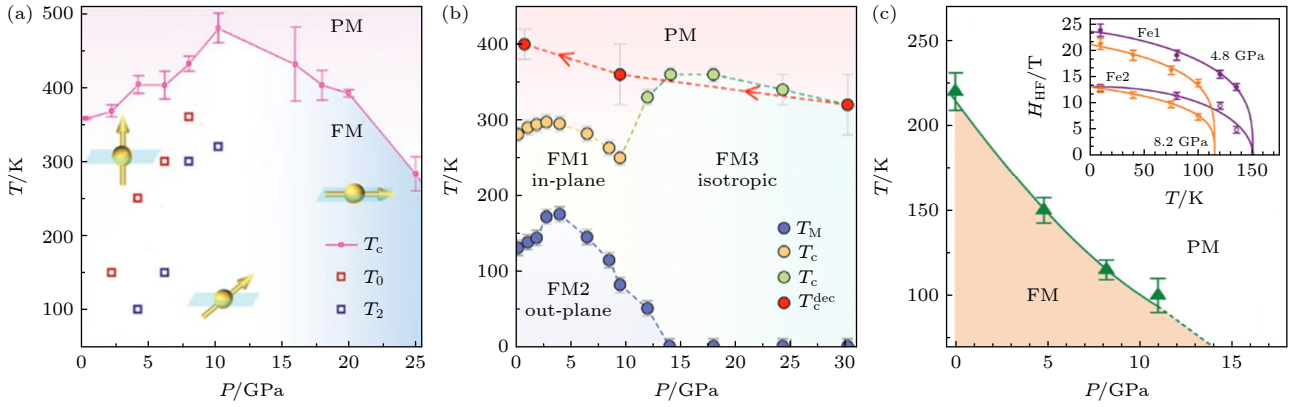 (a)
PM
FM
T_c
T_0
T_2
500
400
300
200
100
T/K
0
5
10
15
20
25
P/GPa
(b)
PM
FM1
in-plane
FM3
isotropic
FM2
out-plane
T_M
T_c
T_c
T_c^dec
400
300
200
100
0
T/K
0
5
10
15
20
25
30
P/GPa
(c)
250
200
150
100
T/K
FM
PM
0
5
10
15
P/GPa
25
20
15
10
5
0
H_HF/T
Fe1
4.8 GPa
Fe2
8.2 GPa
0
50
100
150
T/K